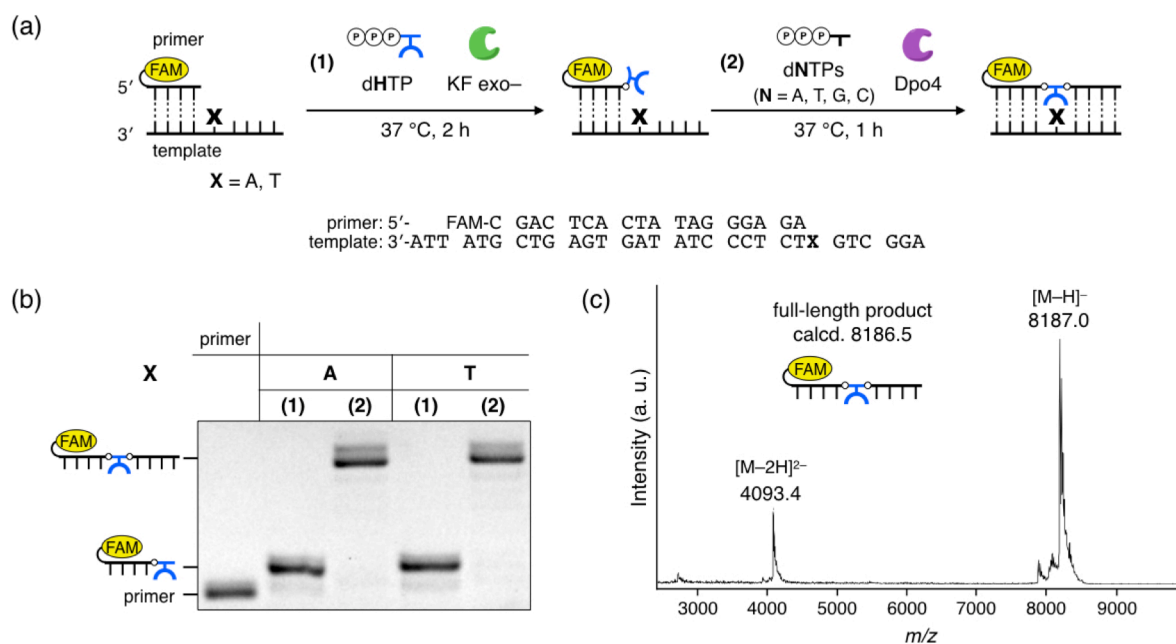 (a)
primer
FAM
5′
X
3′
template
X = A, T
(1)
P P P
dHTP
KF exo–
37 °C, 2 h
FAM
X
(2)
P P P
dNTPs
(N = A, T, G, C)
Dpo4
37 °C, 1 h
FAM
X
primer: 5′- FAM-C GAC TCA CTA TAG GGA GA
template: 3′-ATT ATG CTG AGT GAT ATC CCT CTX GTC GGA
(b)
primer
X
A
T
(1)
(2)
(1)
(2)
FAM
FAM
primer
(c)
full-length product
calcd. 8186.5
FAM
[M–H]–
8187.0
[M–2H]2–
4093.4
Intensity (a. u.)
3000
4000
5000
6000
7000
8000
9000
m/z